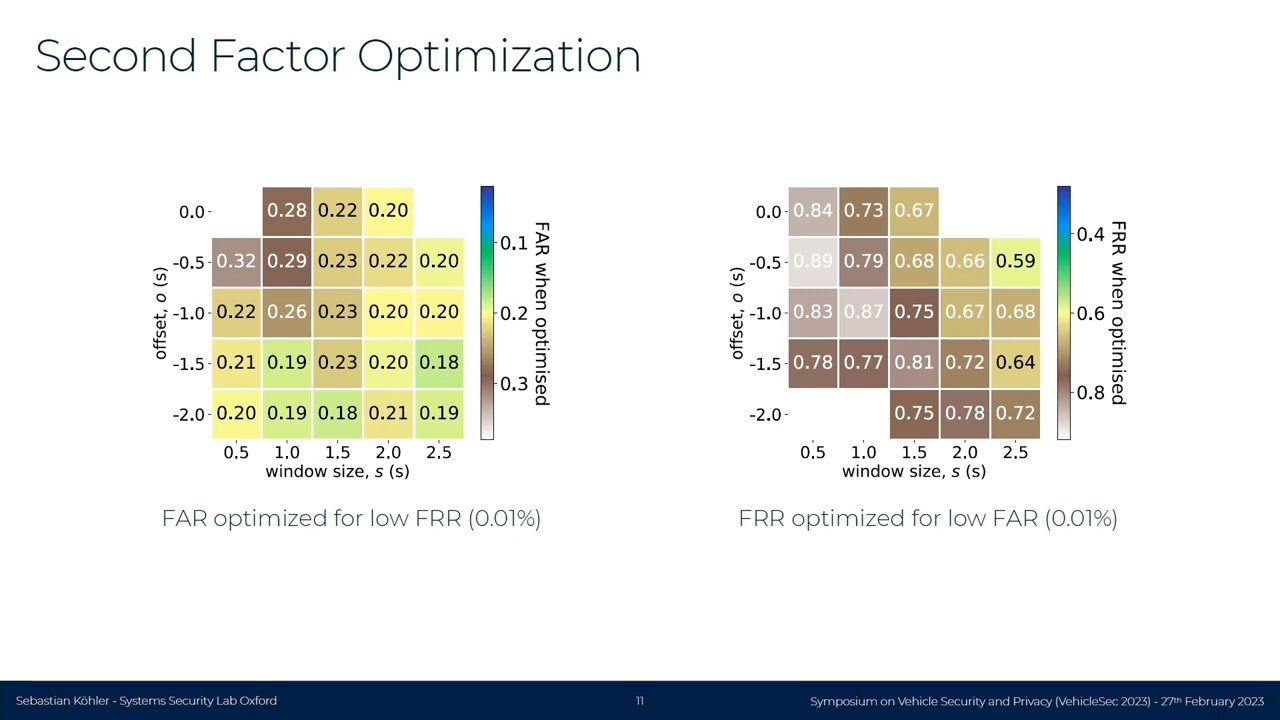 Second Factor Optimization
0.0 0.28 0.22 0.20
-0.5 0.32 0.29 0.23 0.22 0.20
-1.0 0.22 0.26 0.23 0.20 0.20
-1.5 0.21 0.19 0.23 0.20 0.18
-2.0 0.20 0.19 0.18 0.21 0.19
0.5 1.0 1.5 2.0 2.5
window size, s (s)
offset, o (s)
0.1
0.2
0.3
FAR when optimised
FAR optimized for low FRR (0.01%)
0.0 0.84 0.73 0.67
-0.5 0.89 0.79 0.68 0.66 0.59
-1.0 0.83 0.87 0.75 0.67 0.68
-1.5 0.78 0.77 0.81 0.72 0.64
-2.0 0.75 0.78 0.72
0.5 1.0 1.5 2.0 2.5
window size, s (s)
offset, o (s)
0.4
0.6
0.8
FRR when optimised
FRR optimized for low FAR (0.01%)
Sebastian Köhler - Systems Security Lab Oxford
11
Symposium on Vehicle Security and Privacy (VehicleSec 2023) - 27th February 2023